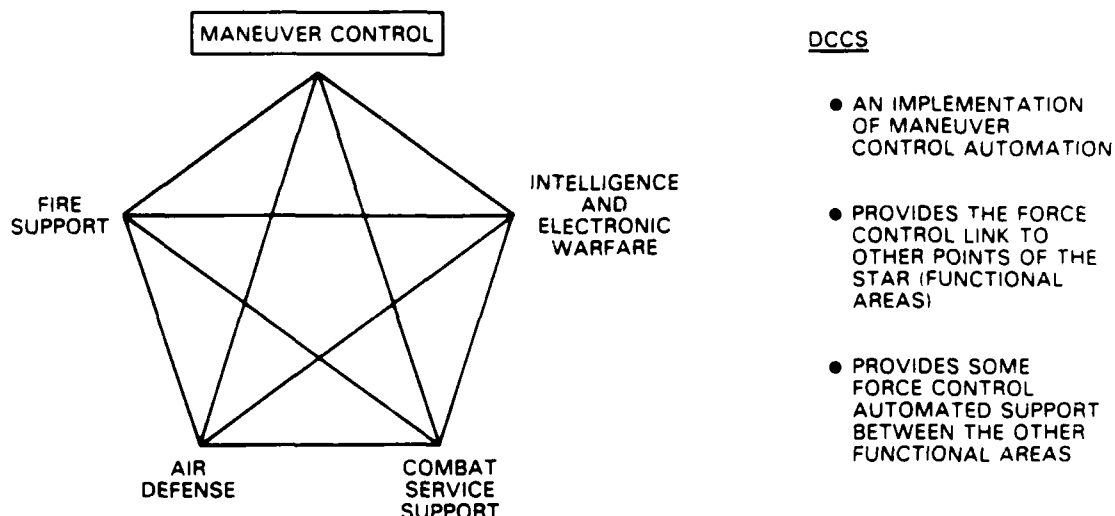 MANEUVER CONTROL
FIRE
SUPPORT
INTELLIGENCE
AND
ELECTRONIC
WARFARE
AIR
DEFENSE
COMBAT
SERVICE
SUPPORT
DCCS
● AN IMPLEMENTATION
OF MANEUVER
CONTROL AUTOMATION
● PROVIDES THE FORCE
CONTROL LINK TO
OTHER POINTS OF THE
STAR (FUNCTIONAL
AREAS)
● PROVIDES SOME
FORCE CONTROL
AUTOMATED SUPPORT
BETWEEN THE OTHER
FUNCTIONAL AREAS